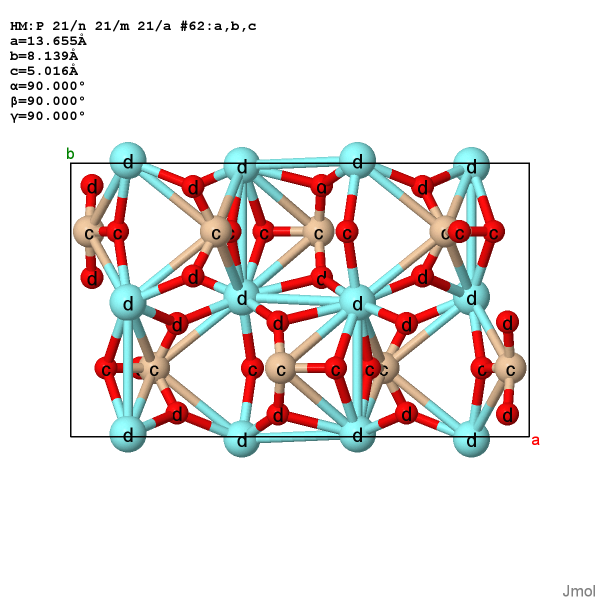 HM:P 21/n 21/m 21/a #62:a,b,c
a=13.655Å
b=8.139Å
c=5.016Å
α=90.000°
β=90.000°
γ=90.000°
b
d d d d
d d d d d
c c c c c c c c c c
d d d d d
d d d d
d d d d
c c c c c c c c c
d d d d
d d d d
a
Jmol